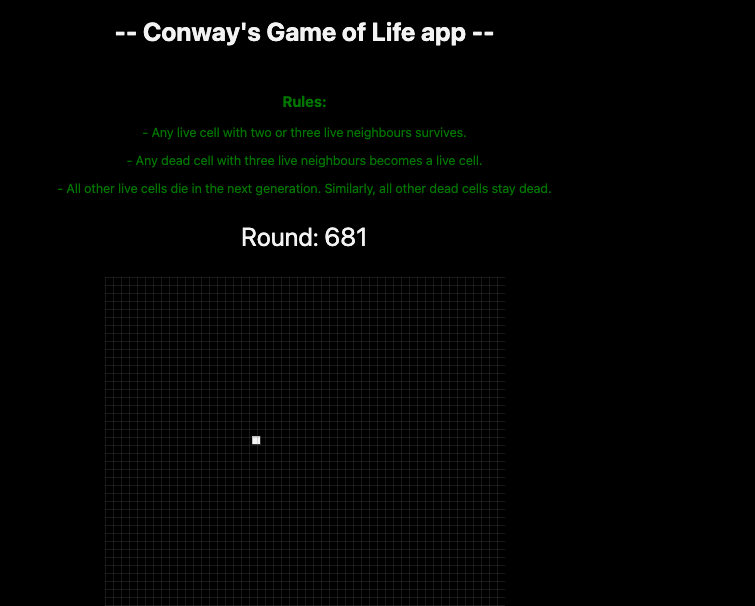 -- Conway's Game of Life app --
Rules:
- Any live cell with two or three live neighbours survives.
- Any dead cell with three live neighbours becomes a live cell.
- All other live cells die in the next generation. Similarly, all other dead cells stay dead.
Round: 681